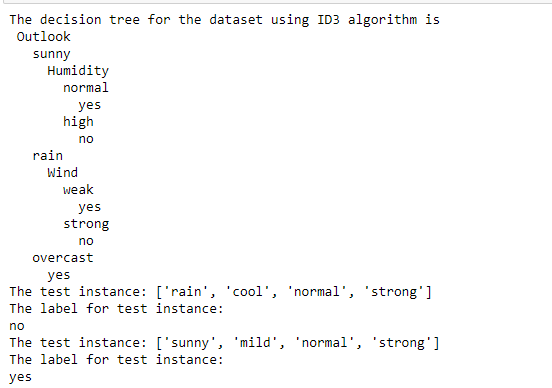 The decision tree for the dataset using ID3 algorithm is
Outlook
sunny
Humidity
normal
yes
high
no
rain
Wind
weak
yes
strong
no
overcast
yes
The test instance: ['rain', 'cool', 'normal', 'strong']
The label for test instance:
no
The test instance: ['sunny', 'mild', 'normal', 'strong']
The label for test instance:
yes